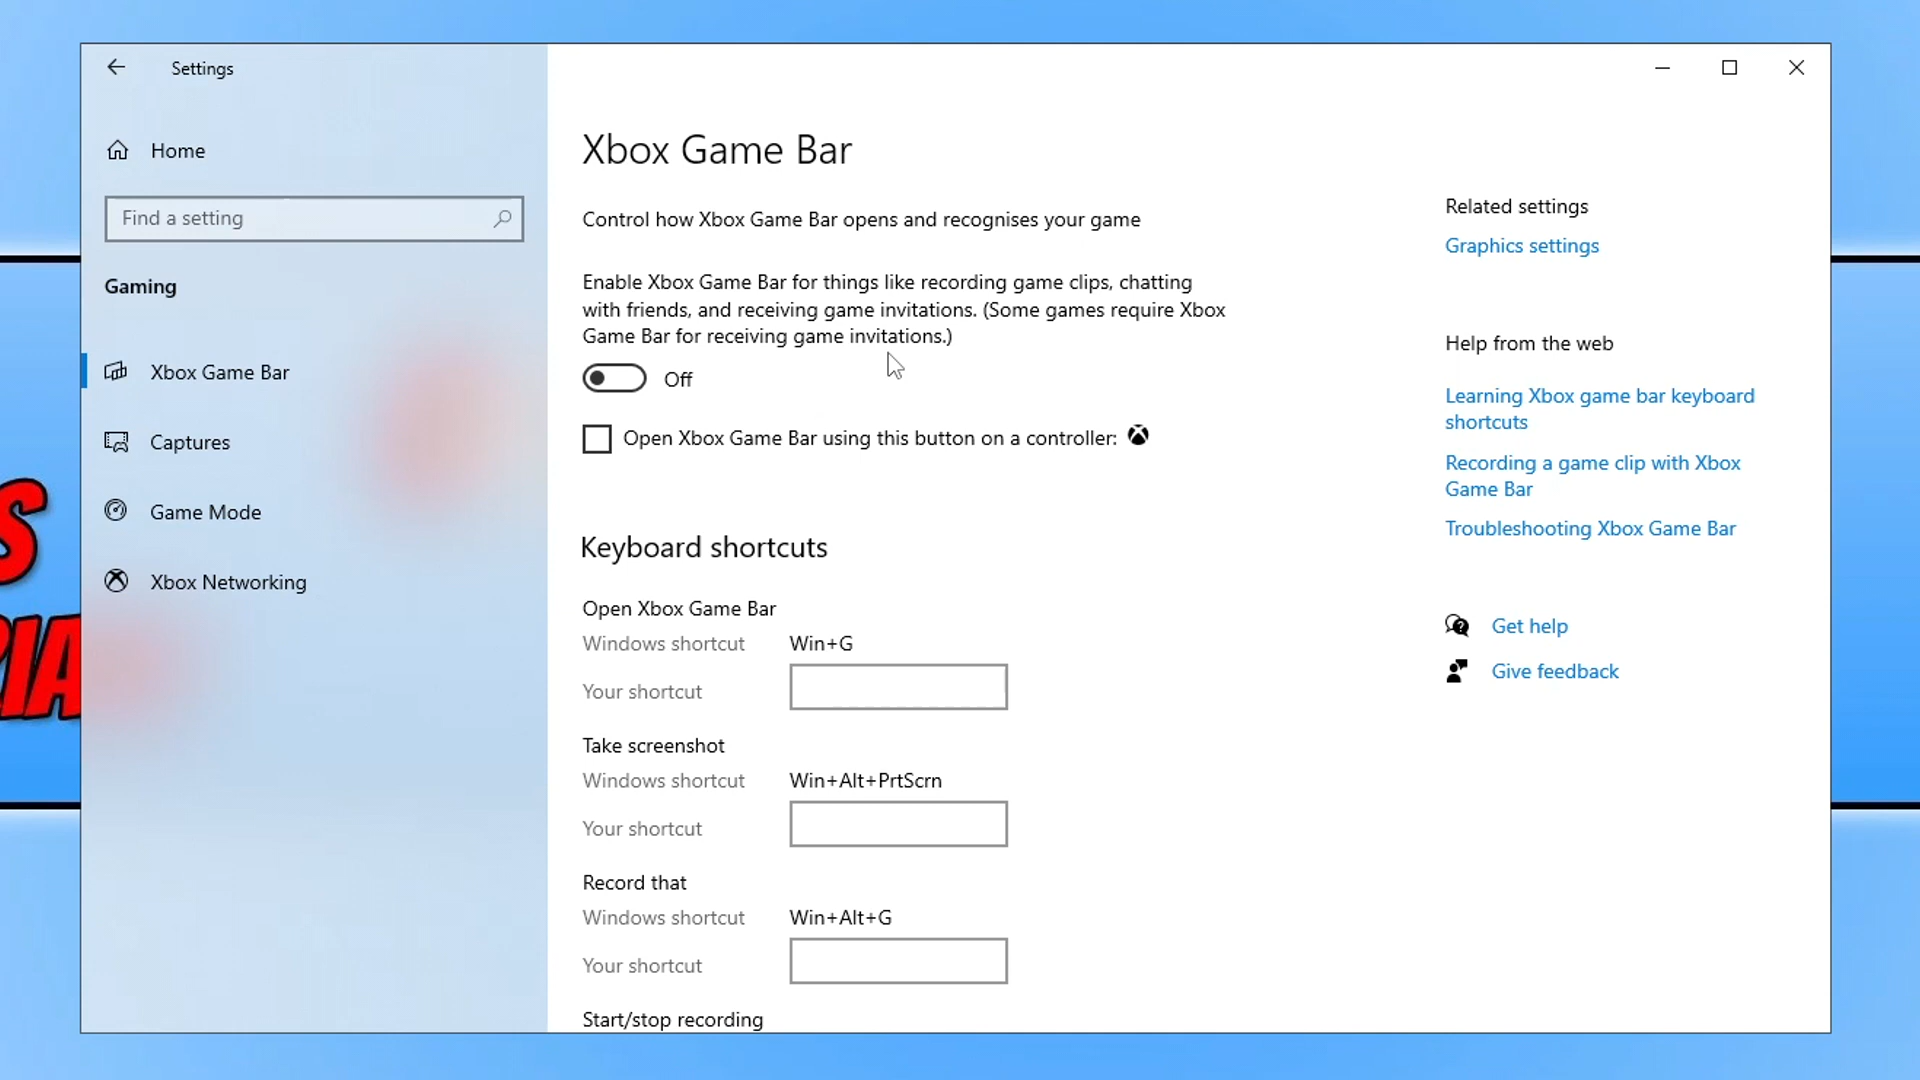 Settings
Home
Find a setting
Gaming
Xbox Game Bar
Captures
Game Mode
Xbox Networking
Xbox Game Bar
Control how Xbox Game Bar opens and recognises your game
Enable Xbox Game Bar for things like recording game clips, chatting
with friends, and receiving game invitations. (Some games require Xbox
Game Bar for receiving game invitations.)
Off
Open Xbox Game Bar using this button on a controller:
Keyboard shortcuts
Open Xbox Game Bar
Windows shortcut Win+G
Your shortcut
Take screenshot
Windows shortcut Win+Alt+PrtScrn
Your shortcut
Record that
Windows shortcut Win+Alt+G
Your shortcut
Start/stop recording
Related settings
Graphics settings
Help from the web
Learning Xbox game bar keyboard
shortcuts
Recording a game clip with Xbox
Game Bar
Troubleshooting Xbox Game Bar
Get help
Give feedback